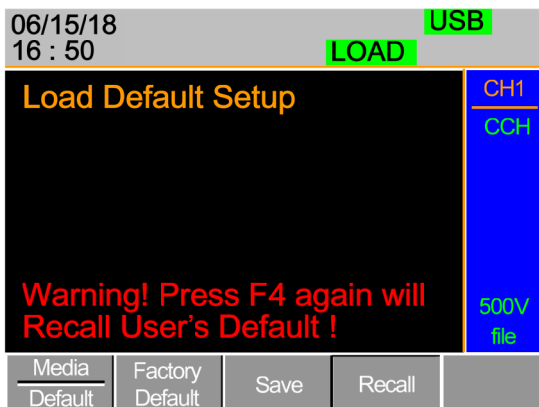 06/15/18
USB
16 : 50
LOAD
Load Default Setup
CH1
CCH
Warning! Press F4 again will
Recall User's Default !
500V
file
Media
Default
Factory
Default
Save
Recall